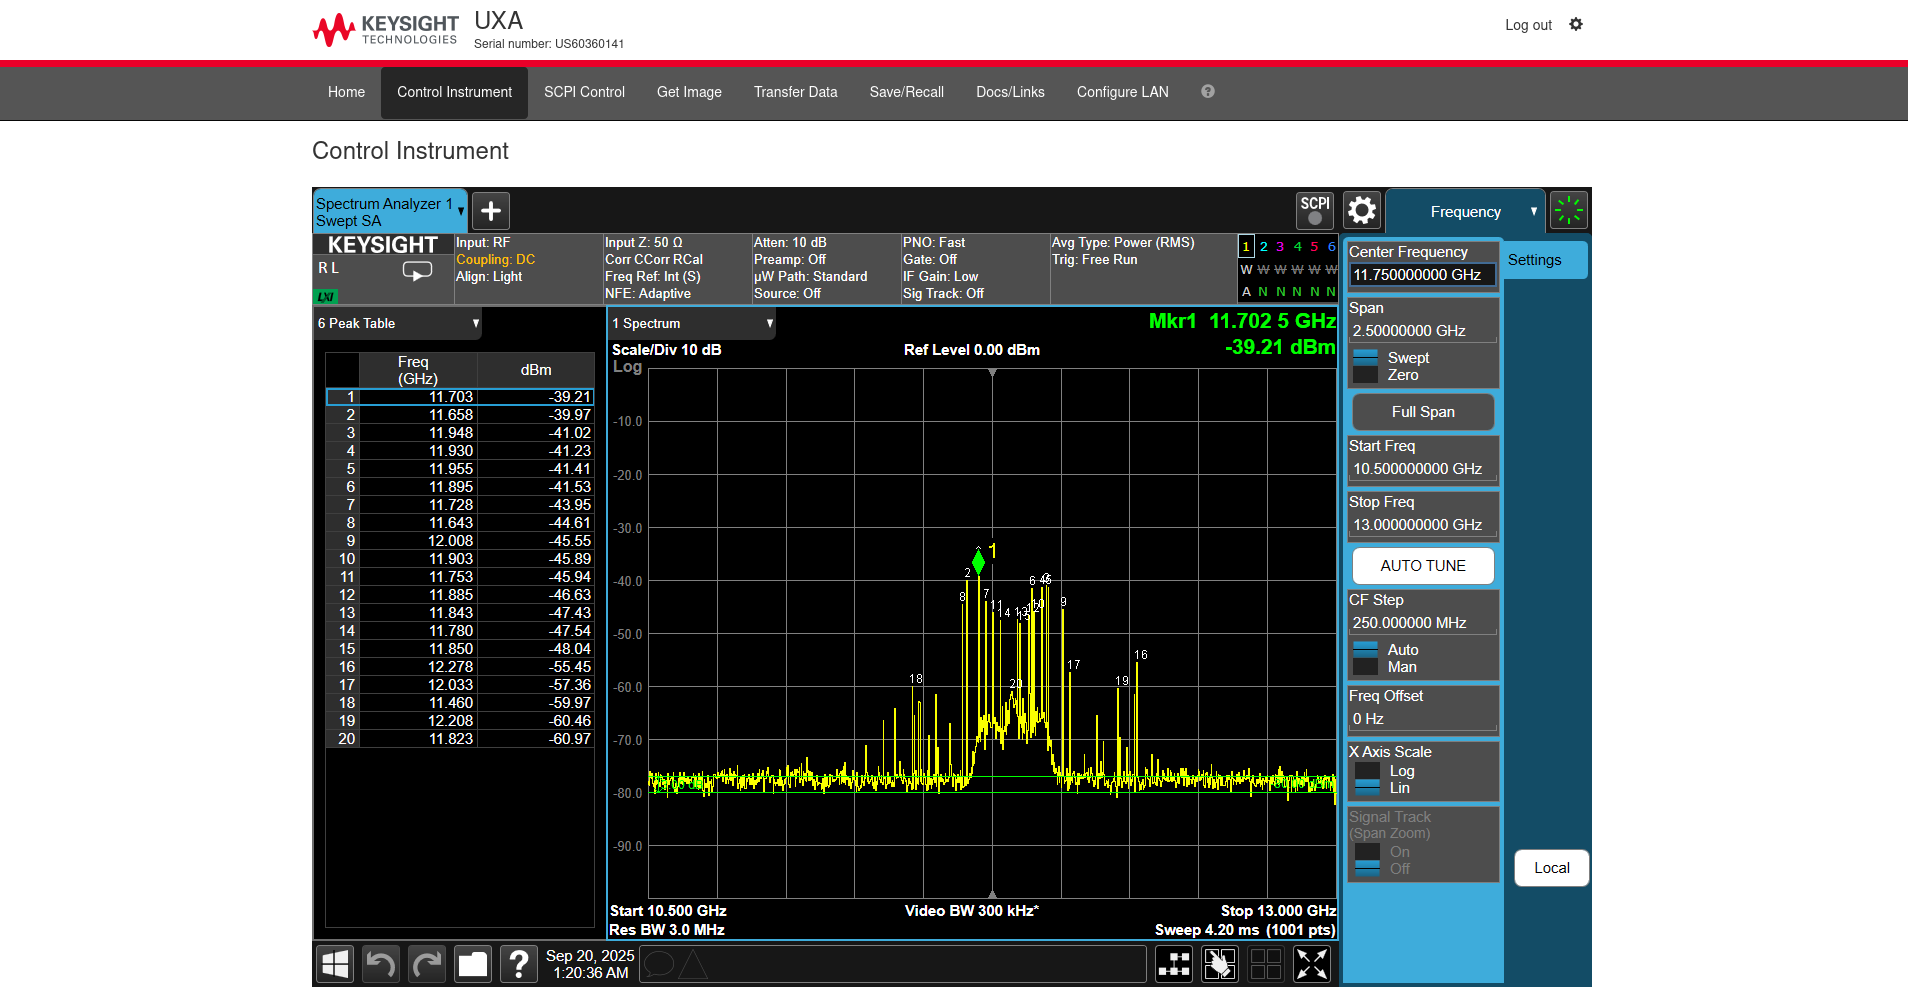 KEYSIGHT
TECHNOLOGIES
UXA
Serial number: US60360141
Log out
Home
Control Instrument
SCPI Control
Get Image
Transfer Data
Save/Recall
Docs/Links
Configure LAN
?
Control Instrument
Spectrum Analyzer 1
Swept SA
+
SCPI
Frequency
KEYSIGHT
R L
LXI
Input: RF
Coupling: DC
Align: Light
Input Z: 50 Ω
Corr CCorr RCal
Freq Ref: Int (S)
NFE: Adaptive
Atten: 10 dB
Preamp: Off
µW Path: Standard
Source: Off
PNO: Fast
Gate: Off
IF Gain: Low
Sig Track: Off
Avg Type: Power (RMS)
Trig: Free Run
1 2 3 4 5 6
W W W W W W
A N N N N N
6 Peak Table
Freq
(GHz)
dBm
1 11.703 -39.21
2 11.658 -39.97
3 11.948 -41.02
4 11.930 -41.23
5 11.955 -41.41
6 11.895 -41.53
7 11.728 -43.95
8 11.643 -44.61
9 12.008 -45.55
10 11.903 -45.89
11 11.753 -45.94
12 11.885 -46.63
13 11.843 -47.43
14 11.780 -47.54
15 11.850 -48.04
16 12.278 -55.45
17 12.033 -57.36
18 11.460 -59.97
19 12.208 -60.46
20 11.823 -60.97
1 Spectrum
Mkr1 11.702 5 GHz
-39.21 dBm
Scale/Div 10 dB
Ref Level 0.00 dBm
Log
-10.0
-20.0
-30.0
-40.0
-50.0
-60.0
-70.0
-80.0
-90.0
1
2
8
7
11
14
6
9
17
16
18
19
Start 10.500 GHz
Video BW 300 kHz*
Stop 13.000 GHz
Res BW 3.0 MHz
Sweep 4.20 ms (1001 pts)
Center Frequency
11.750000000 GHz
Settings
Span
2.50000000 GHz
Swept
Zero
Full Span
Start Freq
10.500000000 GHz
Stop Freq
13.000000000 GHz
AUTO TUNE
CF Step
250.000000 MHz
Auto
Man
Freq Offset
0 Hz
X Axis Scale
Log
Lin
Signal Track
(Span Zoom)
On
Off
Local
?
Sep 20, 2025
1:20:36 AM